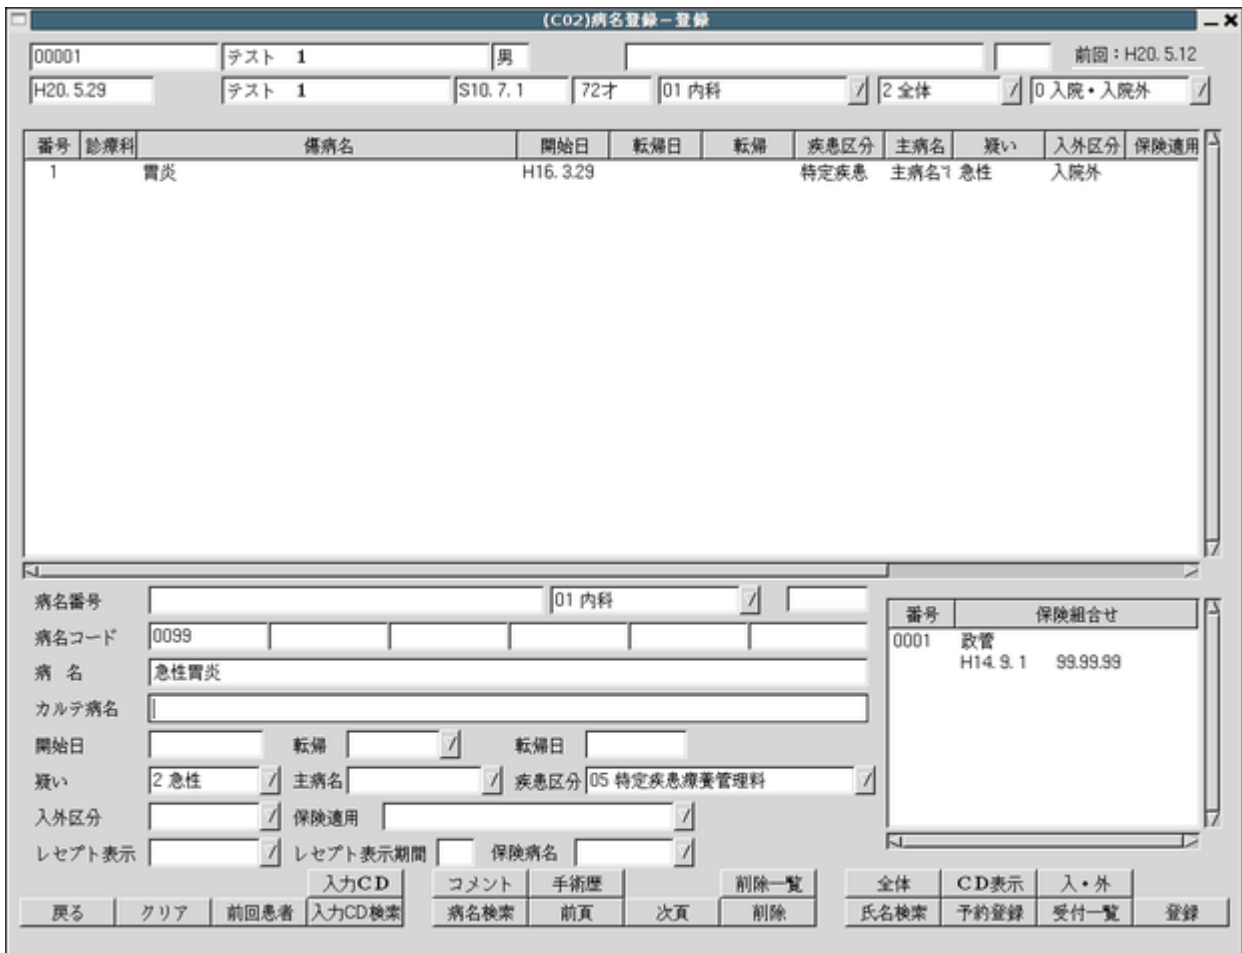 (C02)病名登録－登録
00001 テスト 1 男 前回：H20. 5.12
H20. 5.29 テスト 1 S10. 7. 1 72才 01 内科 2 全体 0 入院・入院外
番号 診療科 傷病名 開始日 転帰日 転帰 疾患区分 主病名 疑い 入外区分 保険適用
1 胃炎 H16. 3.29 特定疾患 主病名 急性 入院外
病名番号 01 内科
番号 保険組合せ
病名コード 0099
0001 政管
H14. 9. 1 99.99.99
病 名 急性胃炎
カルテ病名
開始日 転帰 転帰日
疑い 2 急性 主病名 疾患区分 05 特定疾患療養管理料
入外区分 保険適用
レセプト表示 レセプト表示期間 保険病名
入力CD コメント 手術歴 削除一覧 全体 CD表示 入・外
戻る クリア 前回患者 入力CD検索 病名検索 前頁 次頁 削除 氏名検索 予約登録 受付一覧 登録